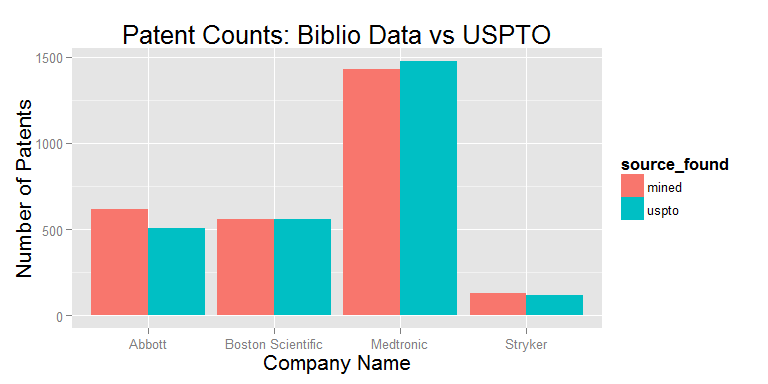 Patent Counts: Biblio Data vs USPTO
Number of Patents
1500
1000
500
0
Abbott
Boston Scientific
Medtronic
Stryker
Company Name
source_found
mined
uspto